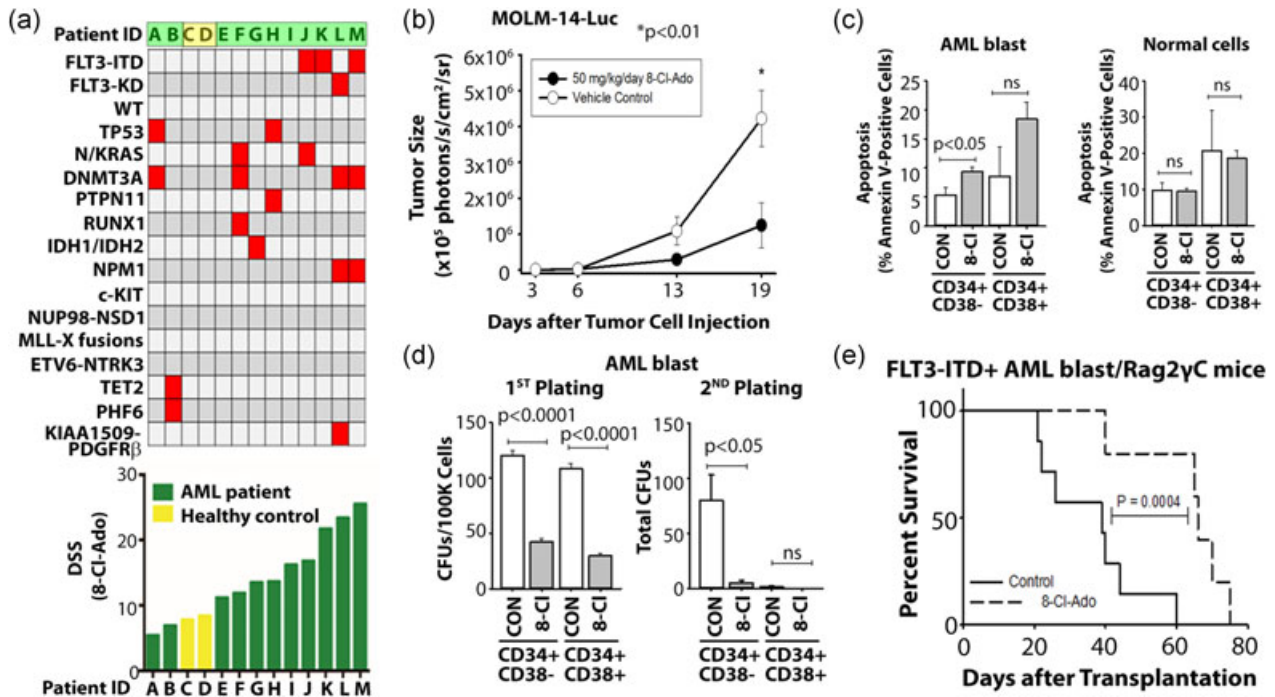 (a)
Patient ID A B C D E F G H I J K L M
FLT3-ITD
FLT3-KD
WT
TP53
N/KRAS
DNMT3A
PTPN11
RUNX1
IDH1/IDH2
NPM1
c-KIT
NUP98-NSD1
MLL-X fusions
ETV6-NTRK3
TET2
PHF6
KIAA1509-
PDGFRβ
30
20
10
0
DSS
(8-Cl-Ado)
AML patient
Healthy control
Patient ID A B C D E F G H I J K L M
(b)
MOLM-14-Luc
*p<0.01
50 mg/kg/day 8-Cl-Ado
Vehicle Control
*
Tumor Size
(x10⁵ photons/s/cm²/sr)
6x10⁶
5x10⁶
4x10⁶
3x10⁶
2x10⁶
10⁶
0
3 6 13 19
Days after Tumor Cell Injection
(c)
AML blast
Apoptosis
(% Annexin V-Positive Cells)
25
20
15
10
5
0
p<0.05
ns
CON 8-Cl CON 8-Cl
CD34+ CD34+
CD38- CD38+
Normal cells
Apoptosis
(% Annexin V-Positive Cells)
40
30
20
10
0
ns
ns
CON 8-Cl CON 8-Cl
CD34+ CD34+
CD38- CD38+
(d)
AML blast
1ST Plating
p<0.0001
p<0.0001
CFUs/100K Cells
150
100
50
0
CON 8-Cl CON 8-Cl
CD34+ CD34+
CD38- CD38+
2ND Plating
p<0.05
ns
Total CFUs
150
100
50
0
CON 8-Cl CON 8-Cl
CD34+ CD34+
CD38- CD38+
(e)
FLT3-ITD+ AML blast/Rag2γC mice
Percent Survival
100
50
0
P = 0.0004
Control
8-Cl-Ado
0 20 40 60 80
Days after Transplantation